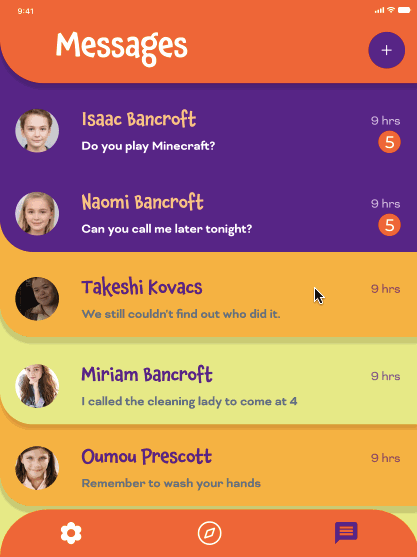 9:41
Messages
+
Isaac Bancroft
9 hrs
Do you play Minecraft?
5
Naomi Bancroft
9 hrs
Can you call me later tonight?
5
Takeshi Kovacs
9 hrs
We still couldn't find out who did it.
Miriam Bancroft
9 hrs
I called the cleaning lady to come at 4
Oumou Prescott
9 hrs
Remember to wash your hands